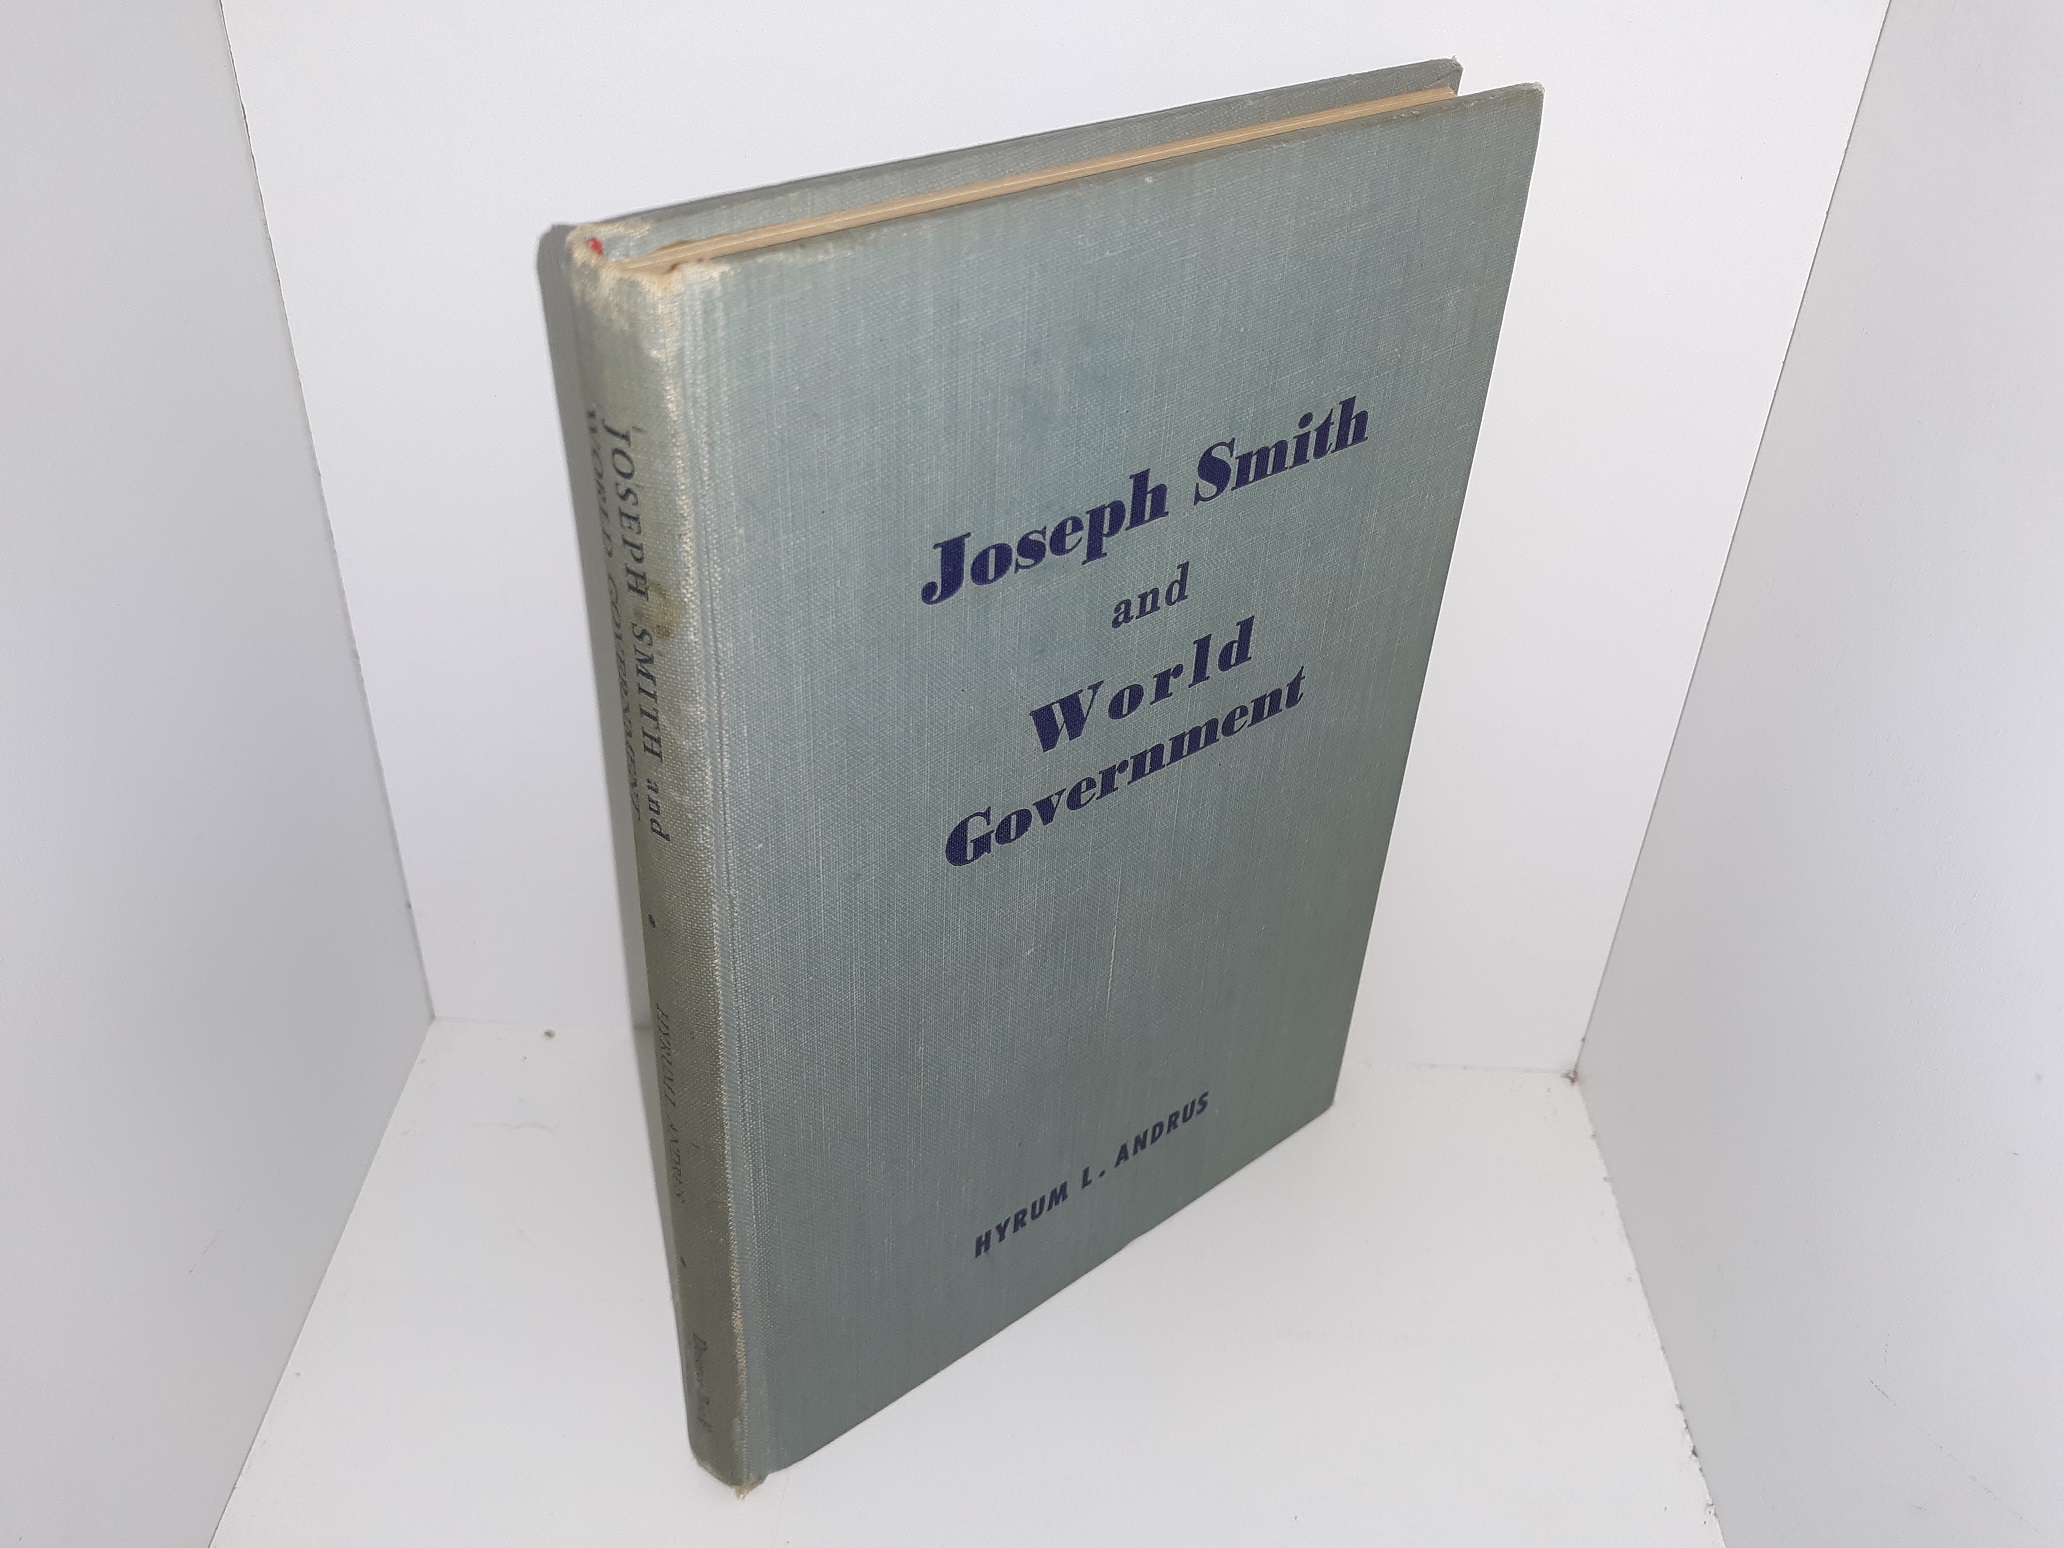 Joseph Smith
and
World
Government
HYRUM L. ANDRUS
JOSEPH SMITH and
WORLD GOVERNMENT
HYRUM L. ANDRUS